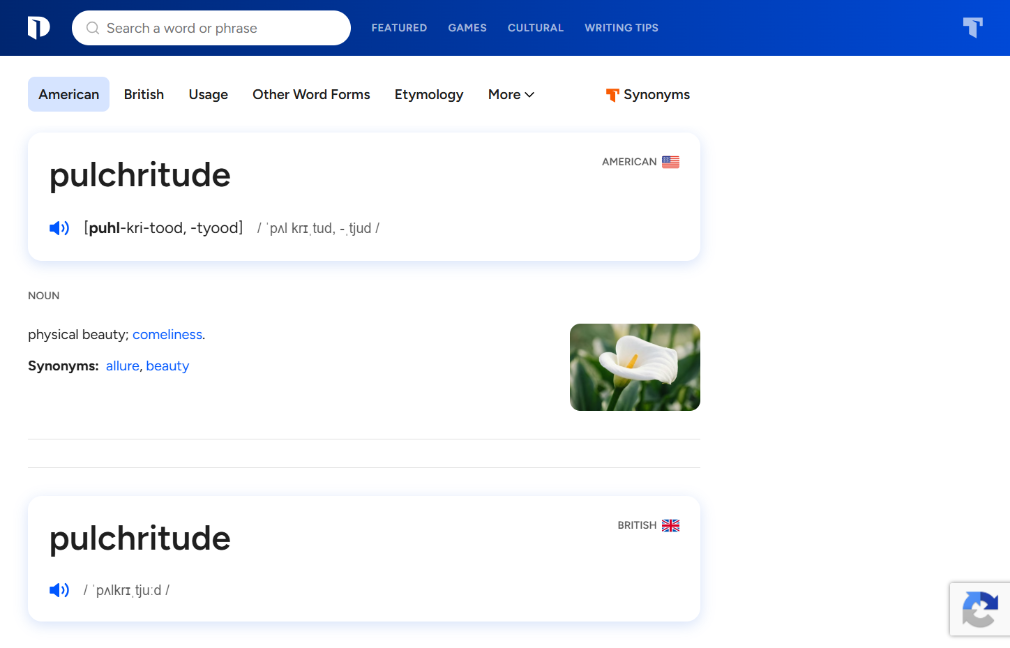 Search a word or phrase
FEATURED GAMES CULTURAL WRITING TIPS
American British Usage Other Word Forms Etymology More Synonyms
AMERICAN
pulchritude
[puhl-kri-tood, -tyood] / ˈpʌl krɪˌtud, -ˌtjud /
NOUN
physical beauty; comeliness.
Synonyms: allure, beauty
BRITISH
pulchritude
/ ˈpʌlkrɪˌtjuːd /